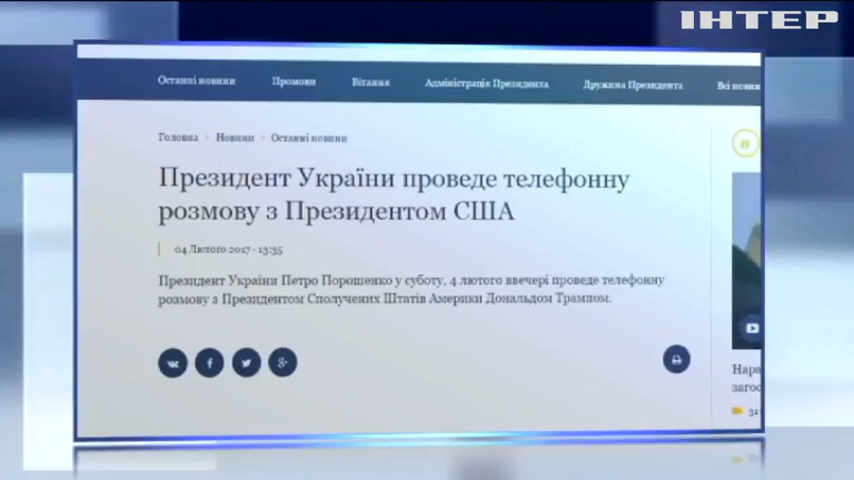 ІНТЕР
Останні новини Промови Вітання Адміністрація Президента Дружина Президента Всі
Головна Новини Останні новини
Президент України проведе телефонну
розмову з Президентом США
04 Лютого 2017 - 13:35
Президент України Петро Порошенко у суботу, 4 лютого ввечері проведе телефонну
розмову з Президентом Сполучених Штатів Америки Дональдом Трампом.